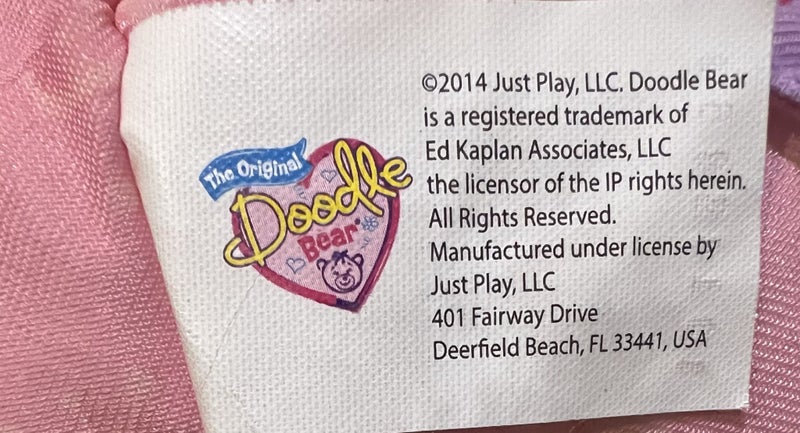 The Original
Doodle
Bear
©2014 Just Play, LLC. Doodle Bear
is a registered trademark of
Ed Kaplan Associates, LLC
the licensor of the IP rights herein.
All Rights Reserved.
Manufactured under license by
Just Play, LLC
401 Fairway Drive
Deerfield Beach, FL 33441, USA